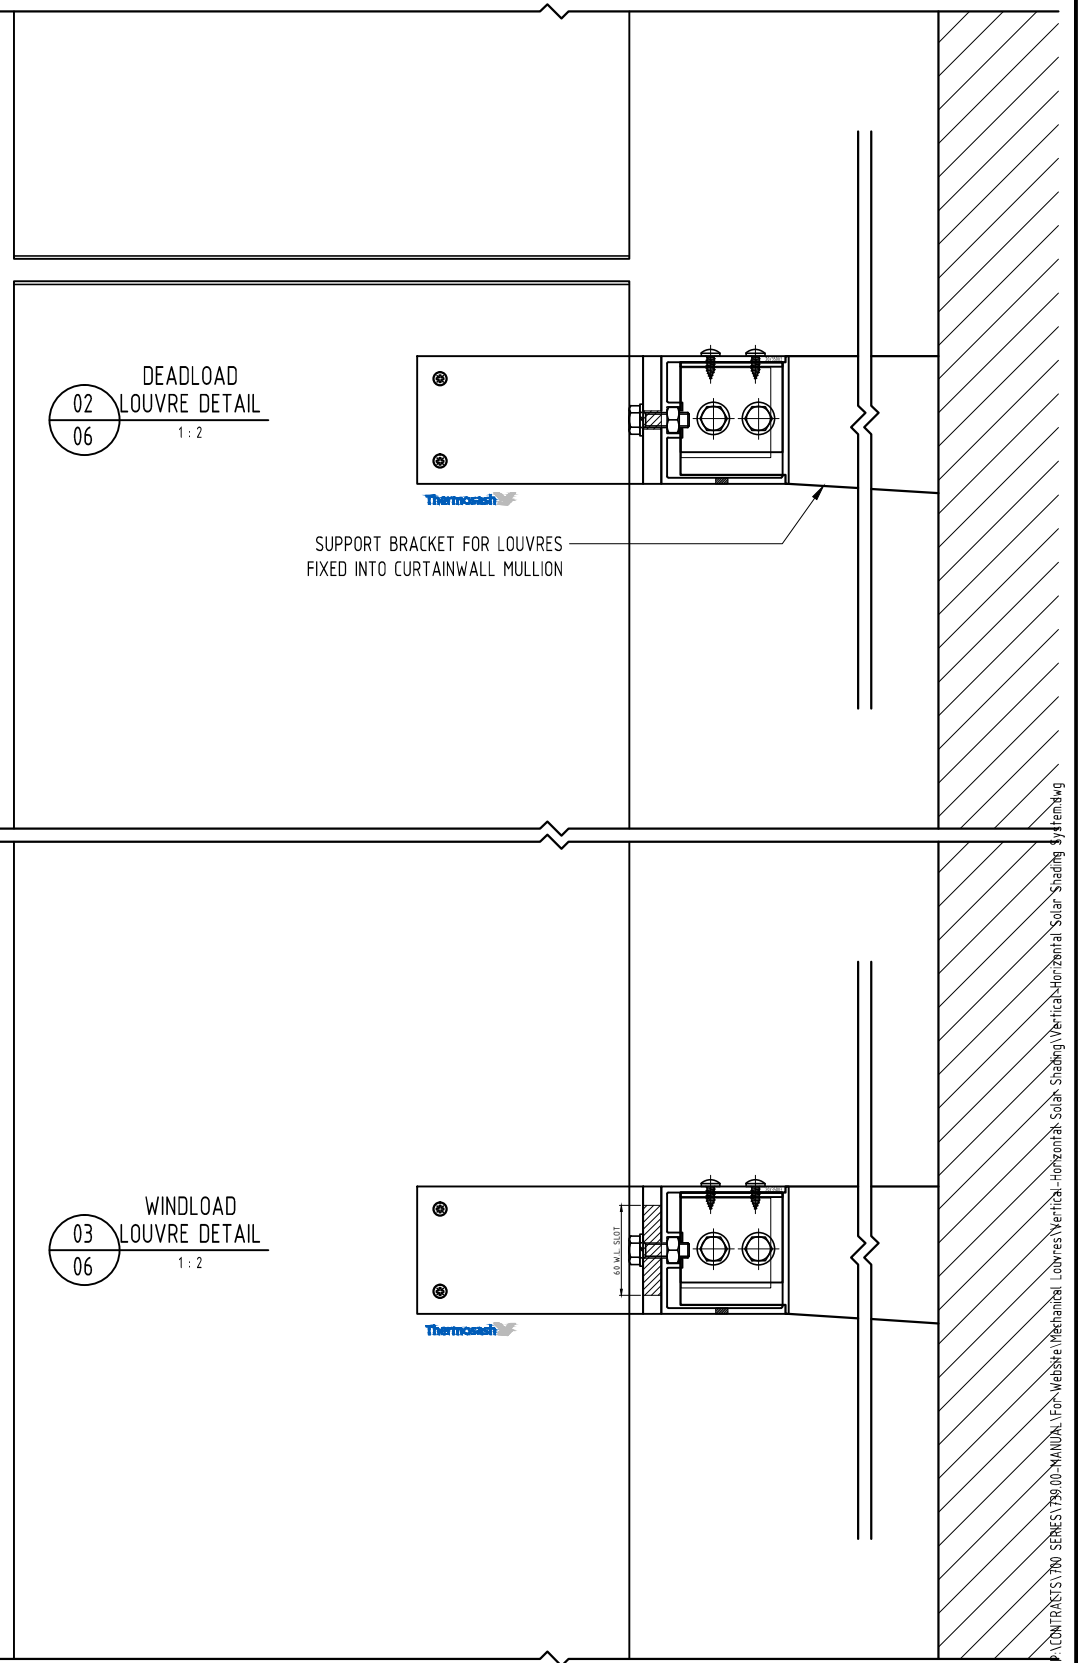 DEADLOAD
02 LOUVRE DETAIL
06 1 : 2
Thermosash
SUPPORT BRACKET FOR LOUVRES
FIXED INTO CURTAINWALL MULLION
WINDLOAD
03 LOUVRE DETAIL
06 1 : 2
60 W.L. SLOT
Thermosash
P:\CONTRACTS\700 SERIES\739.00-MANUAL\For Website\Mechanical Louvres\Vertical-Horizontal Solar Shading\Vertical-Horizontal Solar Shading System.dwg